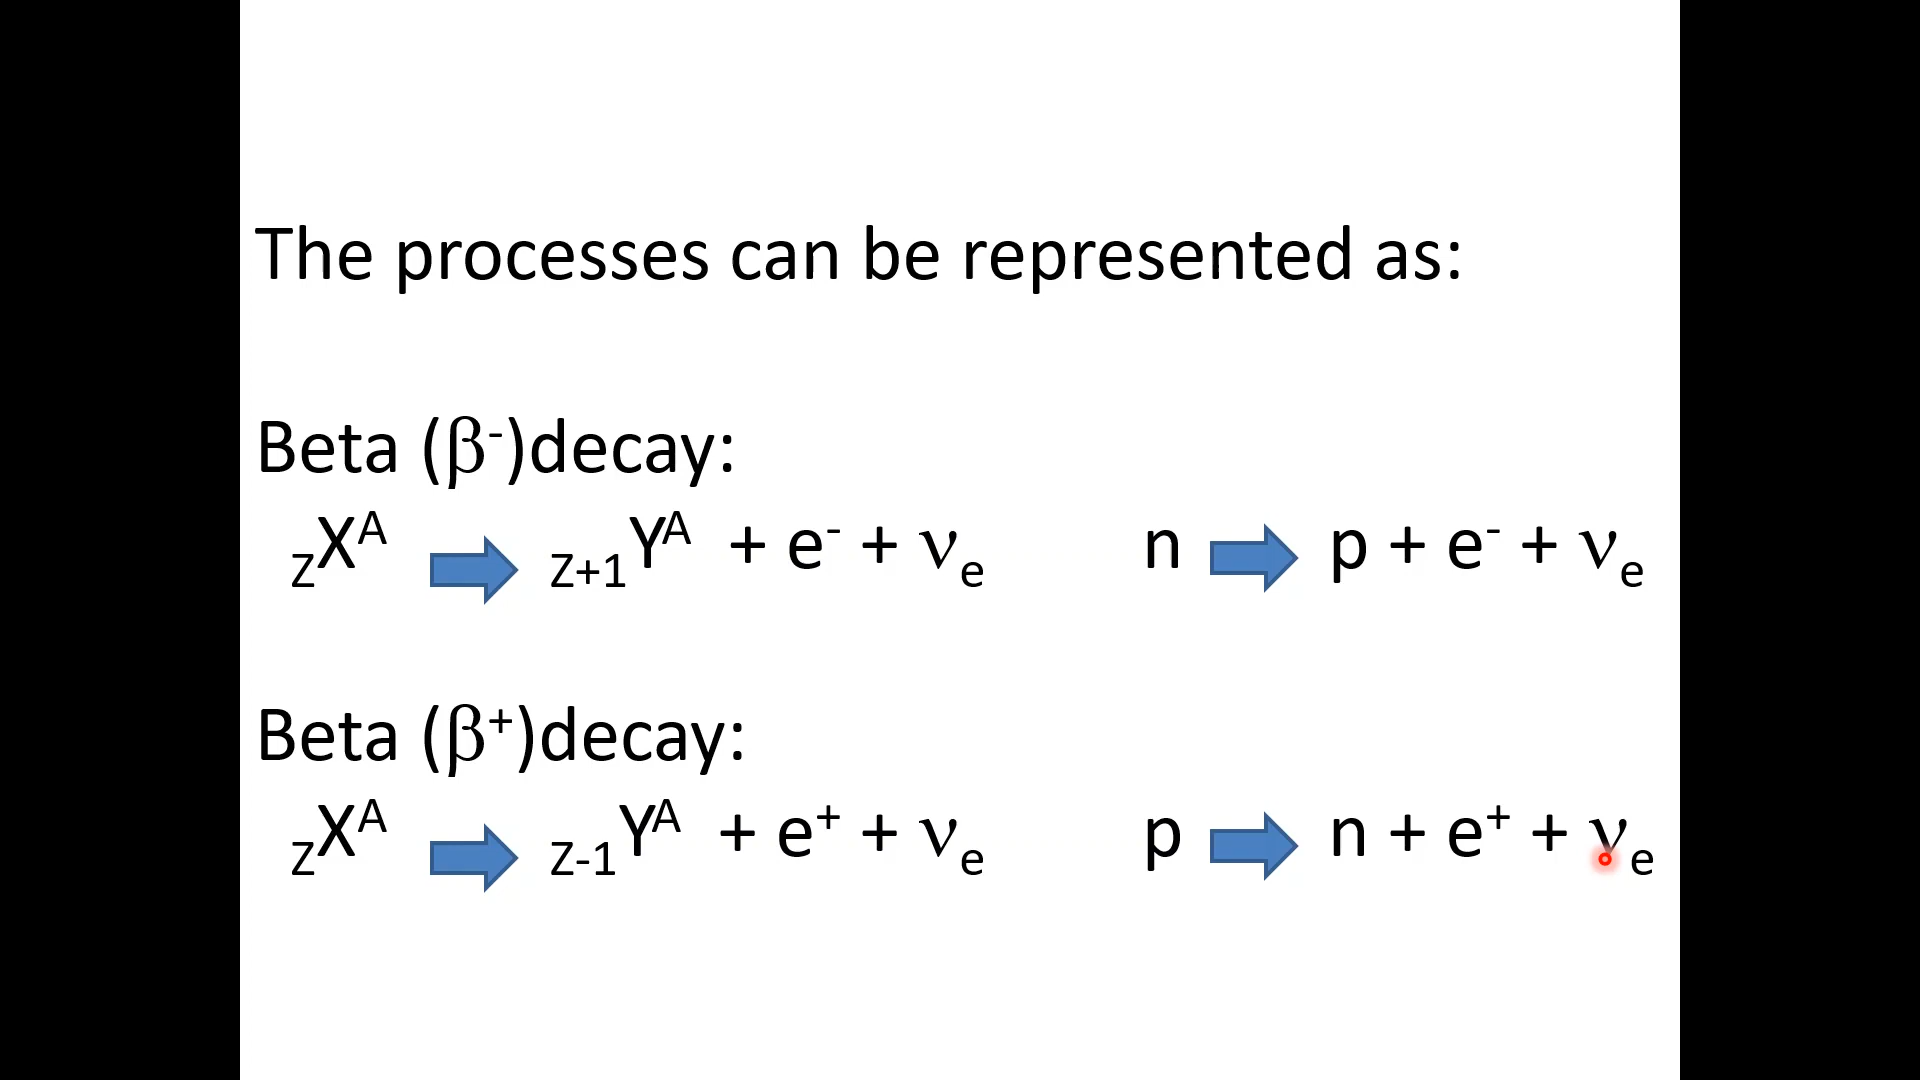 The processes can be represented as:
Beta (β⁻)decay:
ZXᴬ → Z+1Yᴬ + e⁻ + νₑ n → p + e⁻ + νₑ
Beta (β⁺)decay:
ZXᴬ → Z-1Yᴬ + e⁺ + νₑ p → n + e⁺ + νₑ